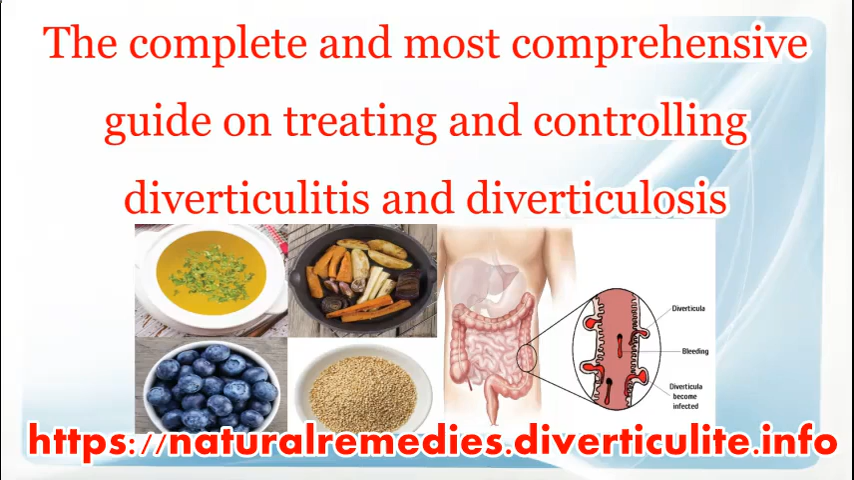 The complete and most comprehensive
guide on treating and controlling
diverticulitis and diverticulosis
Diverticula
Bleeding
Diverticula
become
infected
https://naturalremedies.diverticulite.info